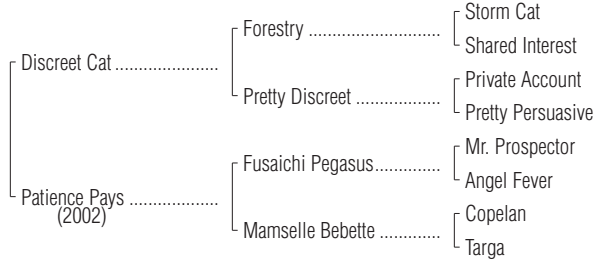 Storm Cat
Forestry ............................
Shared Interest
Discreet Cat ......................
Private Account
Pretty Discreet ..................
Pretty Persuasive
Mr. Prospector
Fusaichi Pegasus..............
Angel Fever
Patience Pays ...................
(2002)
Copelan
Mamselle Bebette .............
Targa